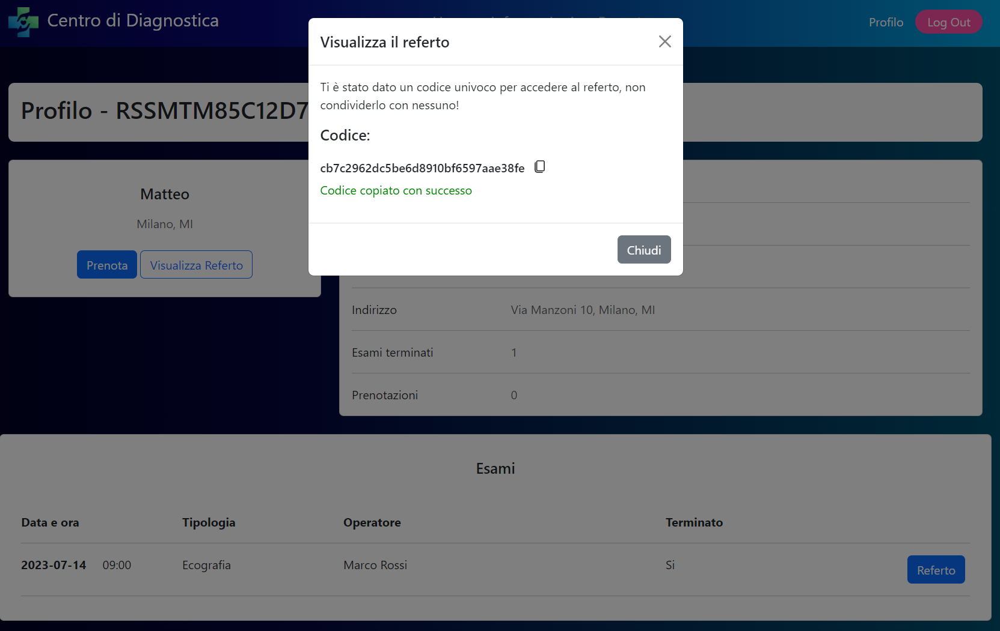 Centro di Diagnostica
Profilo
Log Out
Visualizza il referto
Ti è stato dato un codice univoco per accedere al referto, non
condividerlo con nessuno!
Codice:
cb7c2962dc5be6d8910bf6597aae38fe
Codice copiato con successo
Chiudi
Profilo - RSSMTM85C12D7
Matteo
Milano, MI
Prenota
Visualizza Referto
Indirizzo Via Manzoni 10, Milano, MI
Esami terminati 1
Prenotazioni 0
Esami
Data e ora Tipologia Operatore Terminato
2023-07-14 09:00 Ecografia Marco Rossi Si
Referto